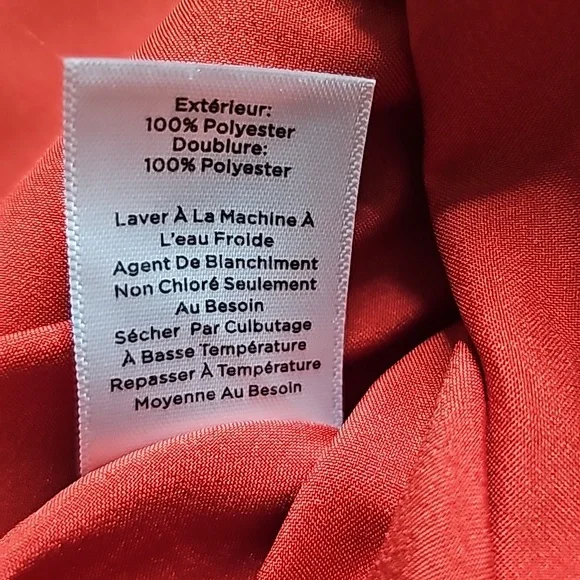 Extérieur:
100% Polyester
Doublure:
100% Polyester
Laver À La Machine À
L'eau Froide
Agent De Blanchiment
Non Chloré Seulement
Au Besoin
Sécher Par Culbutage
À Basse Température
Repasser À Température
Moyenne Au Besoin